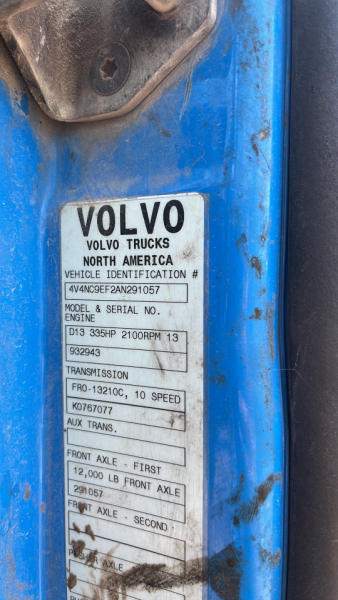 VOLVO
VOLVO TRUCKS
NORTH AMERICA
VEHICLE IDENTIFICATION #
4V4NC9EF2AN291057
MODEL & SERIAL NO.
ENGINE
D13 335HP 2100RPM 13
932943
TRANSMISSION
FRO-13210C, 10 SPEED
K0767077
AUX TRANS.
FRONT AXLE - FIRST
12,000 LB FRONT AXLE
291057
FRONT AXLE - SECOND
AXLE